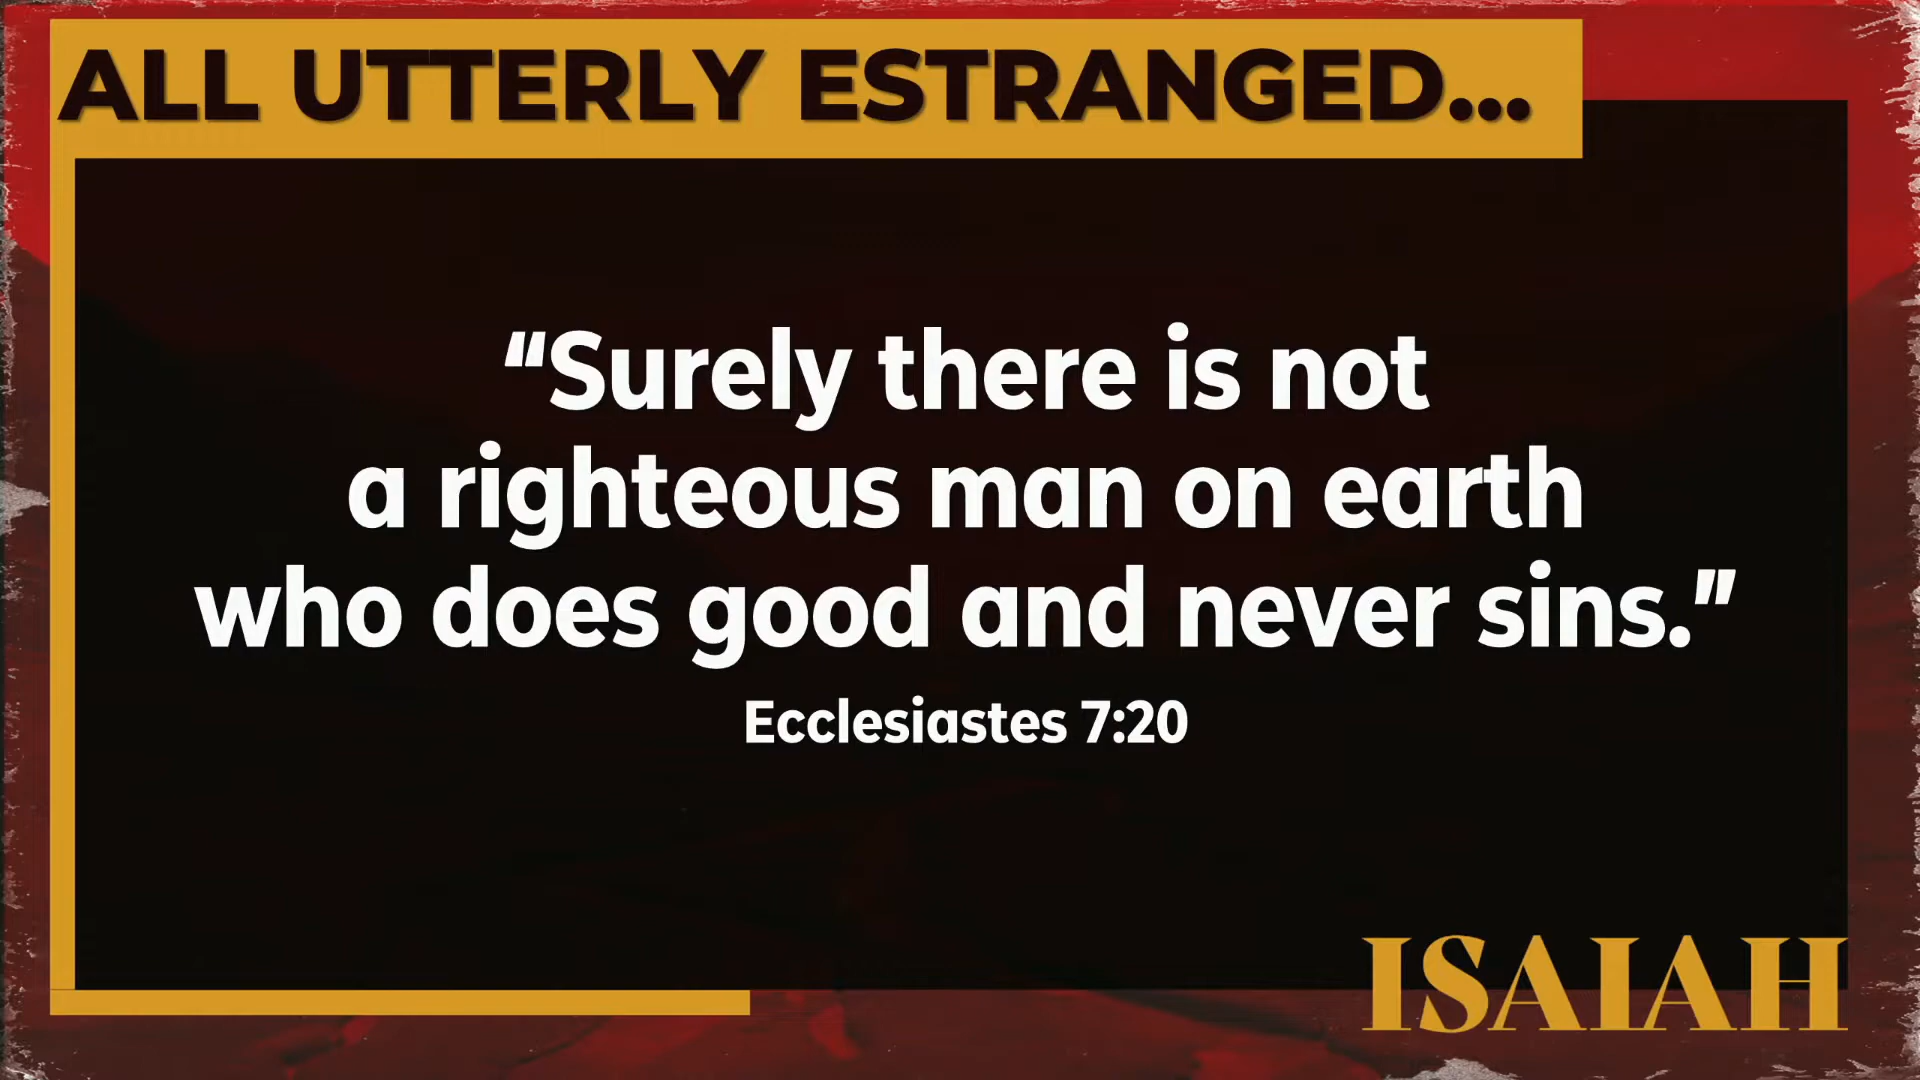 ALL UTTERLY ESTRANGED...
“Surely there is not
a righteous man on earth
who does good and never sins.”
Ecclesiastes 7:20
ISAIAH